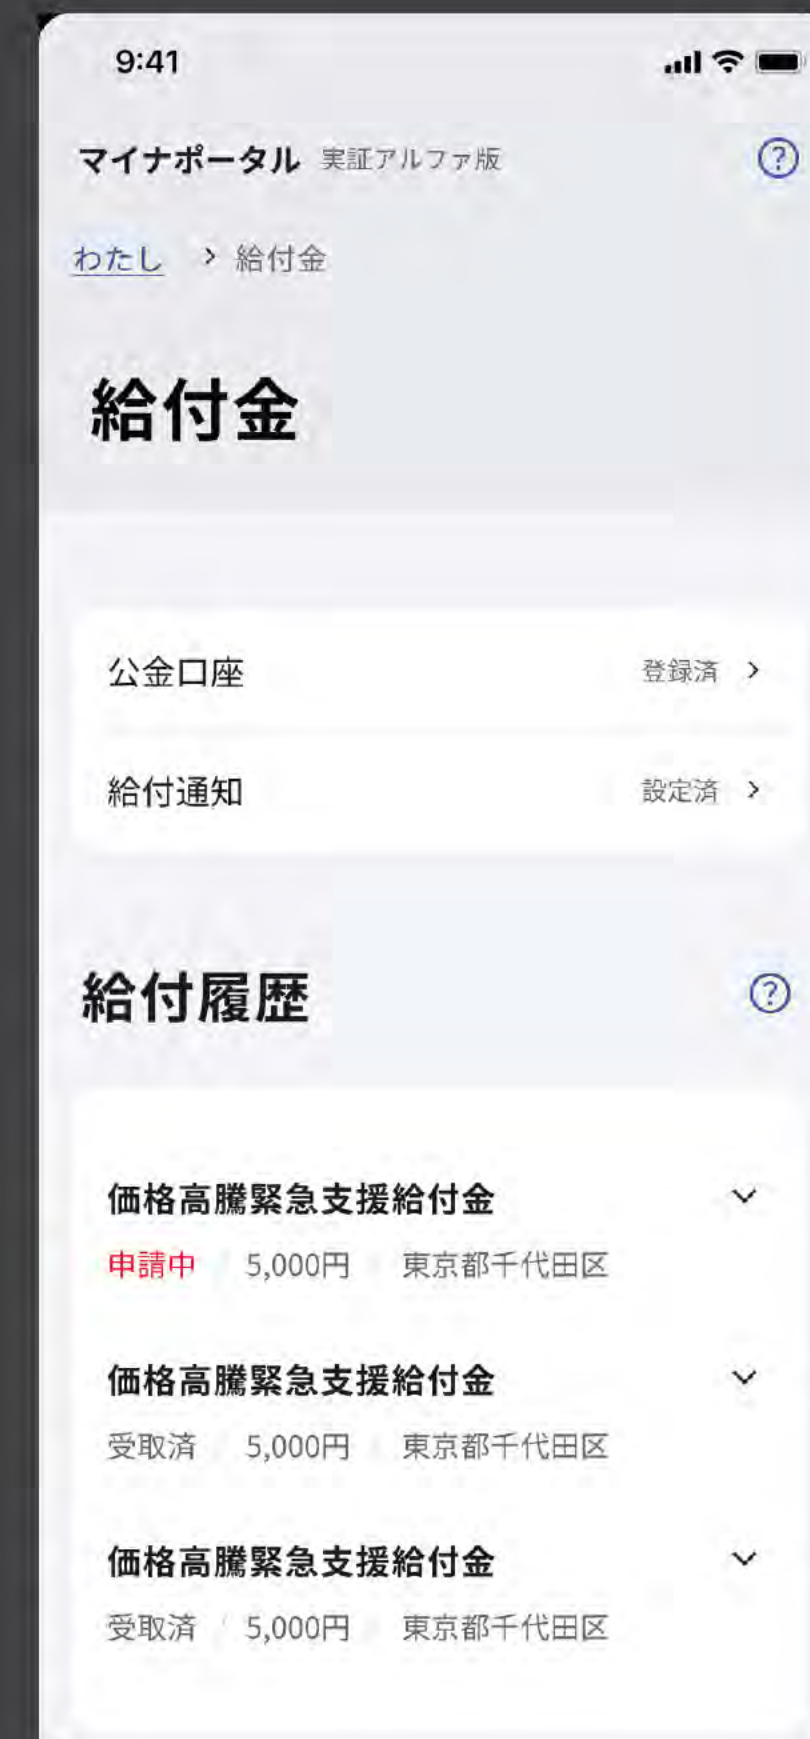 9:41
マイナポータル 実証アルファ版
わたし > 給付金
給付金
公金口座 登録済
給付通知 設定済
給付履歴
価格高騰緊急支援給付金
申請中 5,000円 東京都千代田区
価格高騰緊急支援給付金
受取済 5,000円 東京都千代田区
価格高騰緊急支援給付金
受取済 5,000円 東京都千代田区